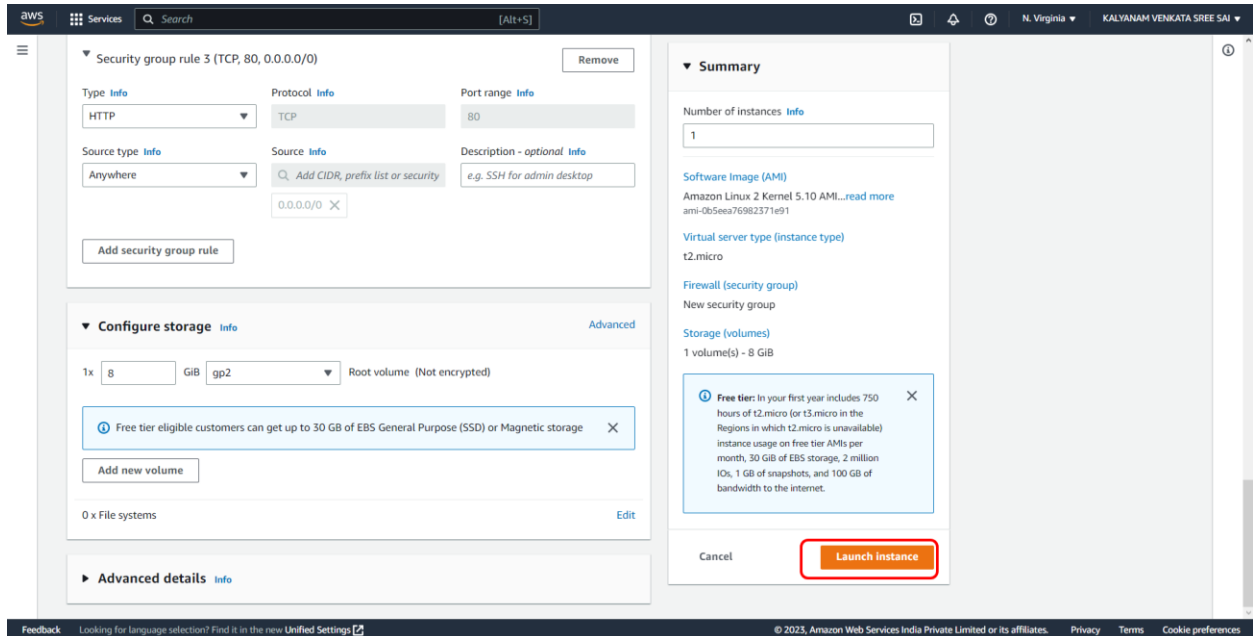 aws
Services
Search
[Alt+S]
N. Virginia
KALYANAM VENKATA SREE SAI
Security group rule 3 (TCP, 80, 0.0.0.0/0)
Remove
Type Info
Protocol Info
Port range Info
HTTP
TCP
80
Source type Info
Source Info
Description - optional Info
Anywhere
Add CIDR, prefix list or security
e.g. SSH for admin desktop
0.0.0.0/0
Add security group rule
Configure storage Info
Advanced
1x
8
GiB
gp2
Root volume (Not encrypted)
Free tier eligible customers can get up to 30 GB of EBS General Purpose (SSD) or Magnetic storage
Add new volume
0 x File systems
Edit
Advanced details Info
Summary
Number of instances Info
1
Software Image (AMI)
Amazon Linux 2 Kernel 5.10 AMI...read more
ami-0b5eea76982371e91
Virtual server type (instance type)
t2.micro
Firewall (security group)
New security group
Storage (volumes)
1 volume(s) - 8 GiB
Free tier: In your first year includes 750
hours of t2.micro (or t3.micro in the
Regions in which t2.micro is unavailable)
instance usage on free tier AMIs per
month, 30 GiB of EBS storage, 2 million
IOs, 1 GB of snapshots, and 100 GB of
bandwidth to the internet.
Cancel
Launch instance
Feedback
Looking for language selection? Find it in the new Unified Settings
© 2023, Amazon Web Services India Private Limited or its affiliates.
Privacy
Terms
Cookie preferences